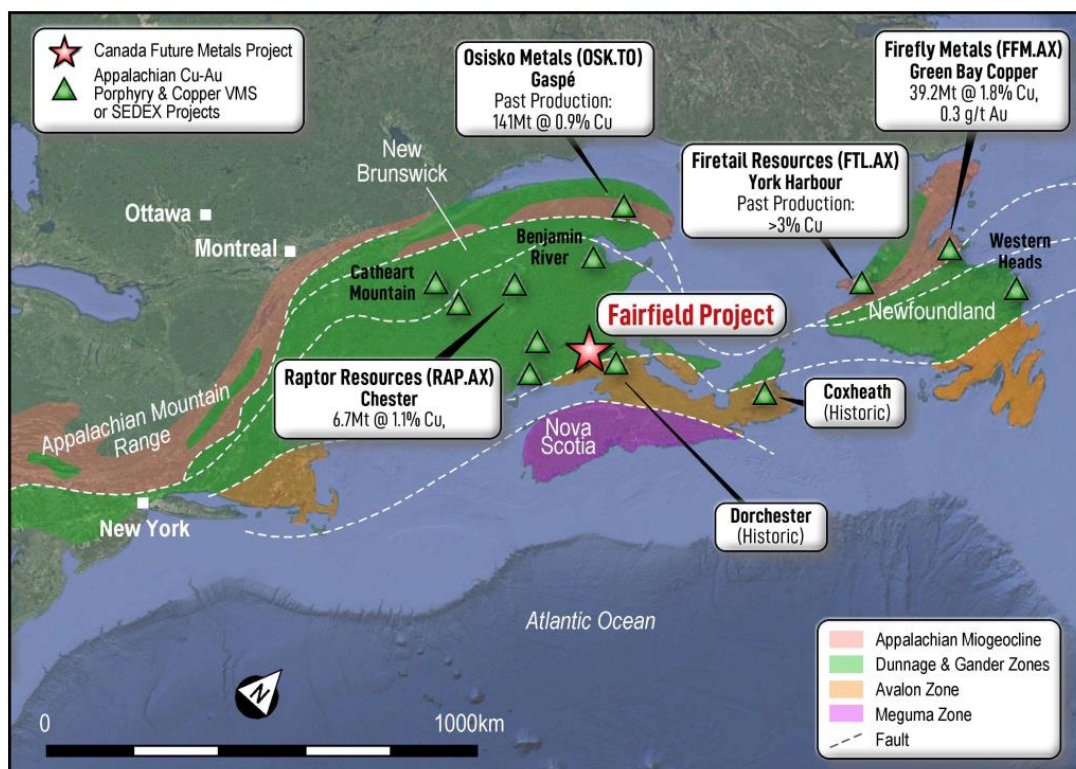 Canada Future Metals Project
Appalachian Cu-Au
Porphyry & Copper VMS
or SEDEX Projects
Osisko Metals (OSK.TO)
Gaspé
Past Production:
141Mt @ 0.9% Cu
Firefly Metals (FFM.AX)
Green Bay Copper
39.2Mt @ 1.8% Cu,
0.3 g/t Au
Firetail Resources (FTL.AX)
York Harbour
Past Production:
>3% Cu
New
Brunswick
Ottawa
Montreal
Benjamin
River
Catheart
Mountain
Western
Heads
Newfoundland
Fairfield Project
Raptor Resources (RAP.AX)
Chester
6.7Mt @ 1.1% Cu,
Coxheath
(Historic)
Appalachian Mountain
Range
Nova
Scotia
New York
Dorchester
(Historic)
Atlantic Ocean
N
0
1000km
Appalachian Miogeocline
Dunnage & Gander Zones
Avalon Zone
Meguma Zone
Fault